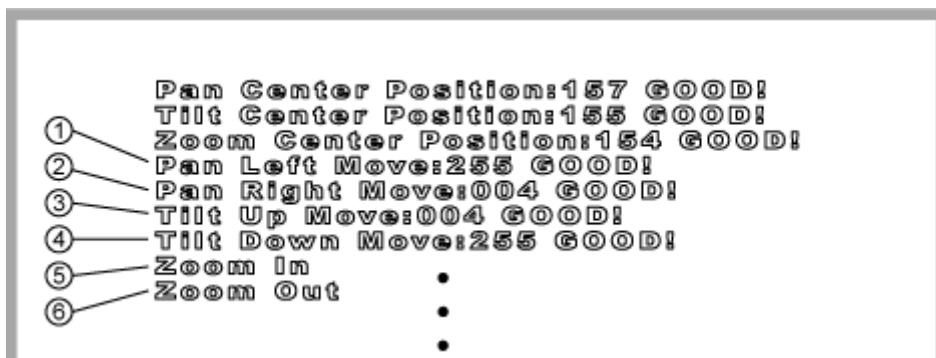 Pan Center Position:157 GOOD!
Tilt Center Position:155 GOOD!
Zoom Center Position:154 GOOD!
① Pan Left Move:255 GOOD!
② Pan Right Move:004 GOOD!
③ Tilt Up Move:004 GOOD!
④ Tilt Down Move:255 GOOD!
⑤ Zoom In
⑥ Zoom Out